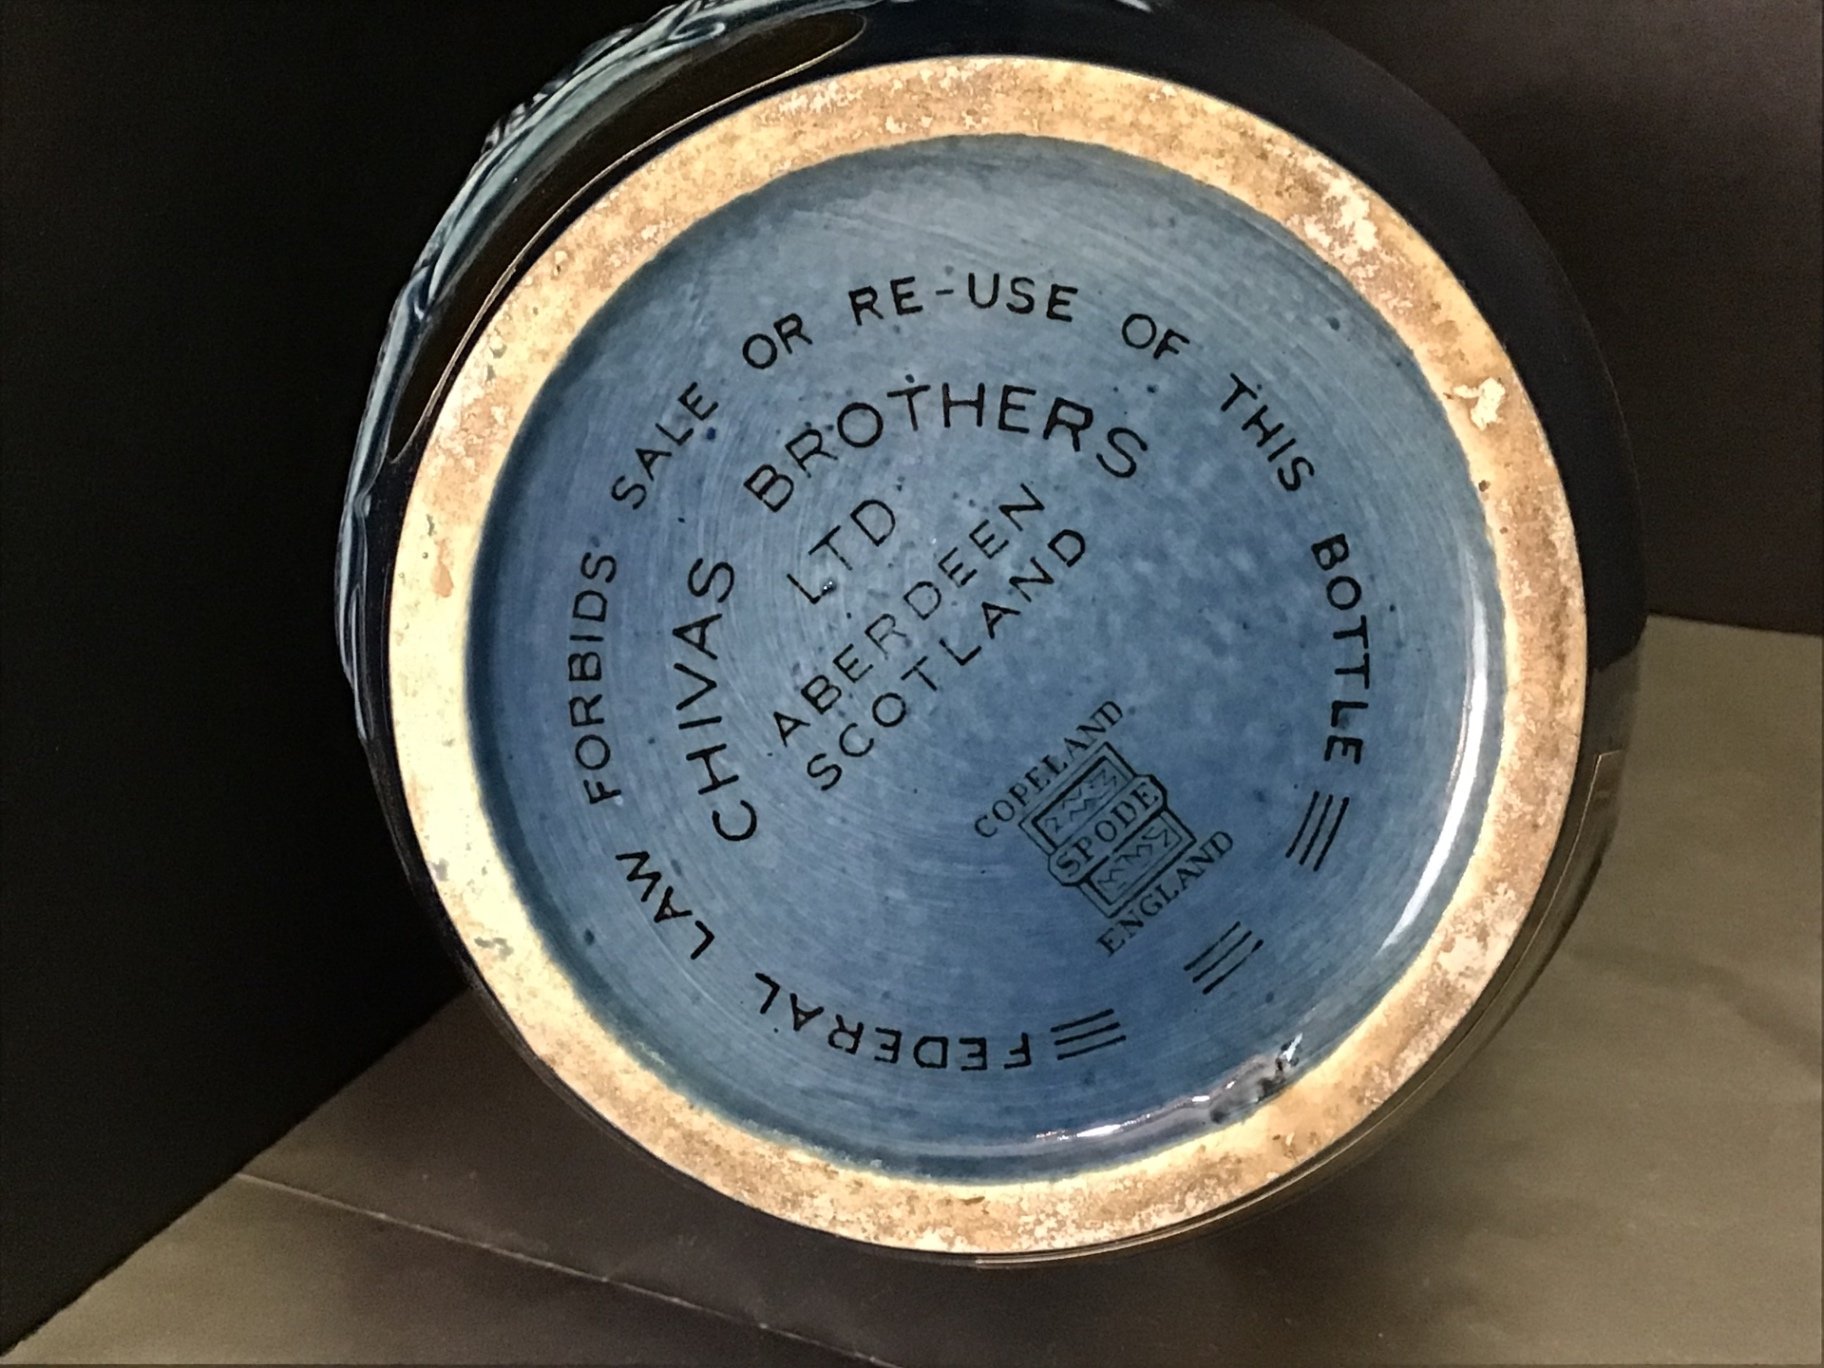 FEDERAL LAW FORBIDS SALE OR RE-USE OF THIS BOTTLE
CHIVAS BROTHERS
LTD
ABERDEEN
SCOTLAND
COPELAND
SPODE
ENGLAND